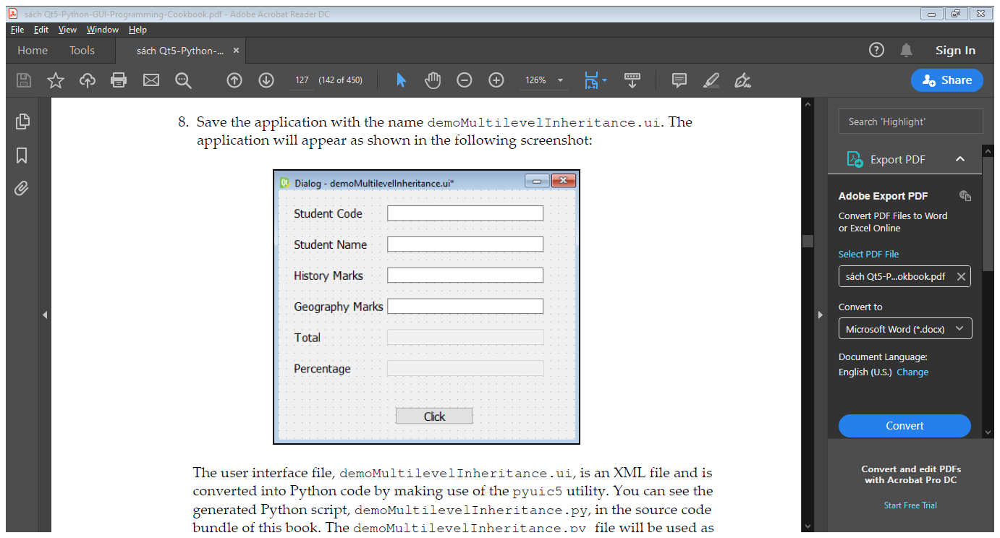 sách Qt5-Python-GUI-Programming-Cookbook.pdf - Adobe Acrobat Reader DC
File Edit View Window Help
Home Tools sách Qt5-Python-... × Sign In
127 (142 of 450) 126% Share
8. Save the application with the name demoMultilevelInheritance.ui. The
application will appear as shown in the following screenshot:
Dialog - demoMultilevelInheritance.ui*
Student Code
Student Name
History Marks
Geography Marks
Total
Percentage
Click
The user interface file, demoMultilevelInheritance.ui, is an XML file and is
converted into Python code by making use of the pyuic5 utility. You can see the
generated Python script, demoMultilevelInheritance.py, in the source code
bundle of this book. The demoMultilevelInheritance.py file will be used as
Search 'Highlight'
Export PDF
Adobe Export PDF
Convert PDF Files to Word
or Excel Online
Select PDF File
sách Qt5-P...okbook.pdf
Convert to
Microsoft Word (*.docx)
Document Language:
English (U.S.) Change
Convert
Convert and edit PDFs
with Acrobat Pro DC
Start Free Trial